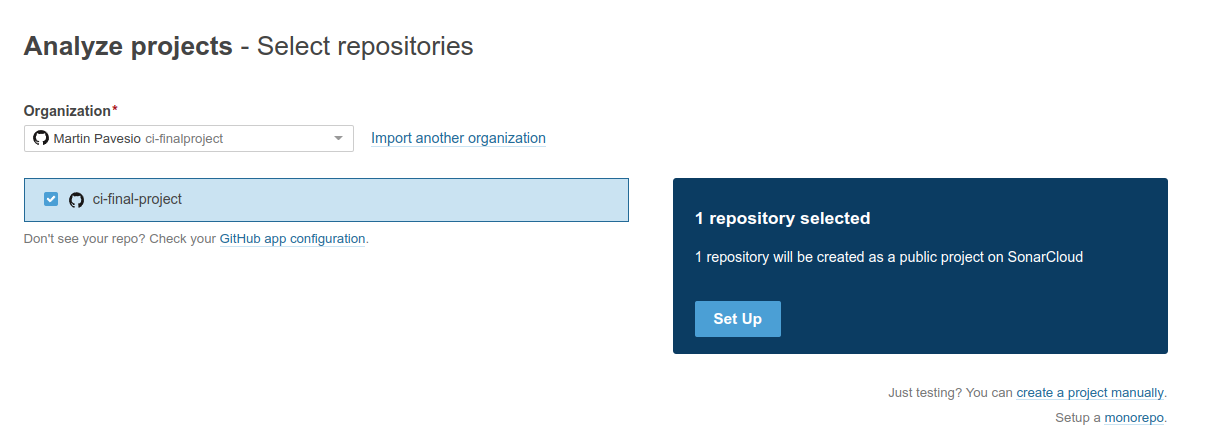 Analyze projects - Select repositories
Organization*
Martin Pavesio ci-finalproject
Import another organization
ci-final-project
Don't see your repo? Check your GitHub app configuration.
1 repository selected
1 repository will be created as a public project on SonarCloud
Set Up
Just testing? You can create a project manually.
Setup a monorepo.